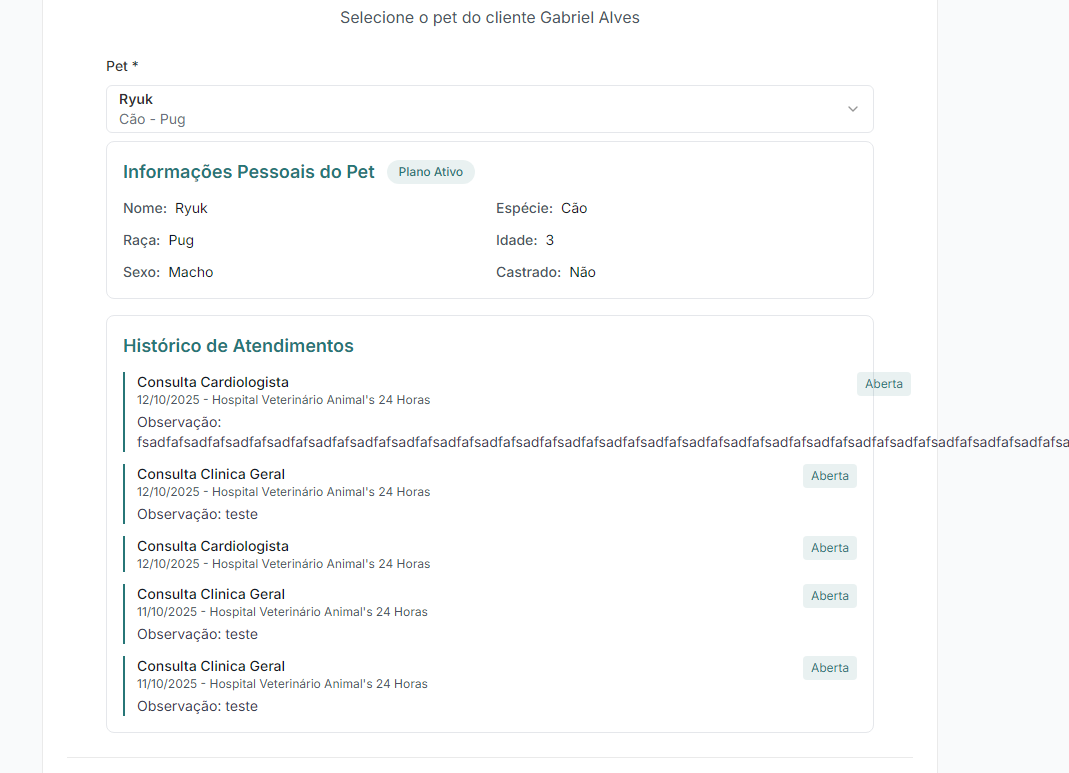 Selecione o pet do cliente Gabriel Alves
Pet *
Ryuk
Cão - Pug
Informações Pessoais do Pet Plano Ativo
Nome: Ryuk Espécie: Cão
Raça: Pug Idade: 3
Sexo: Macho Castrado: Não
Histórico de Atendimentos
Consulta Cardiologista Aberta
12/10/2025 - Hospital Veterinário Animal's 24 Horas
Observação:
Consulta Clinica Geral Aberta
12/10/2025 - Hospital Veterinário Animal's 24 Horas
Observação: teste
Consulta Cardiologista Aberta
12/10/2025 - Hospital Veterinário Animal's 24 Horas
Consulta Clinica Geral Aberta
11/10/2025 - Hospital Veterinário Animal's 24 Horas
Observação: teste
Consulta Clinica Geral Aberta
11/10/2025 - Hospital Veterinário Animal's 24 Horas
Observação: teste